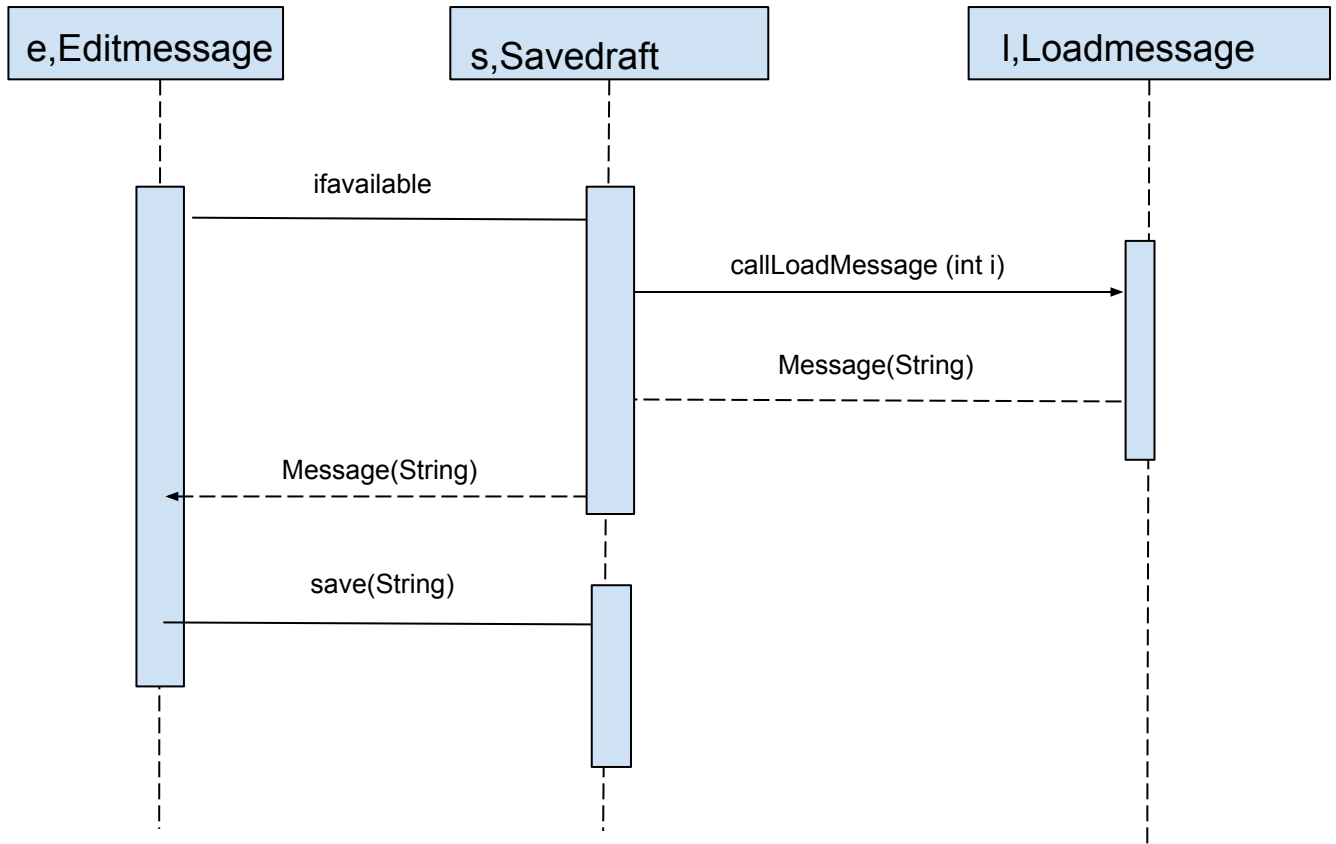 e,Editmessage
s,Savedraft
l,Loadmessage
ifavailable
callLoadMessage (int i)
Message(String)
Message(String)
save(String)